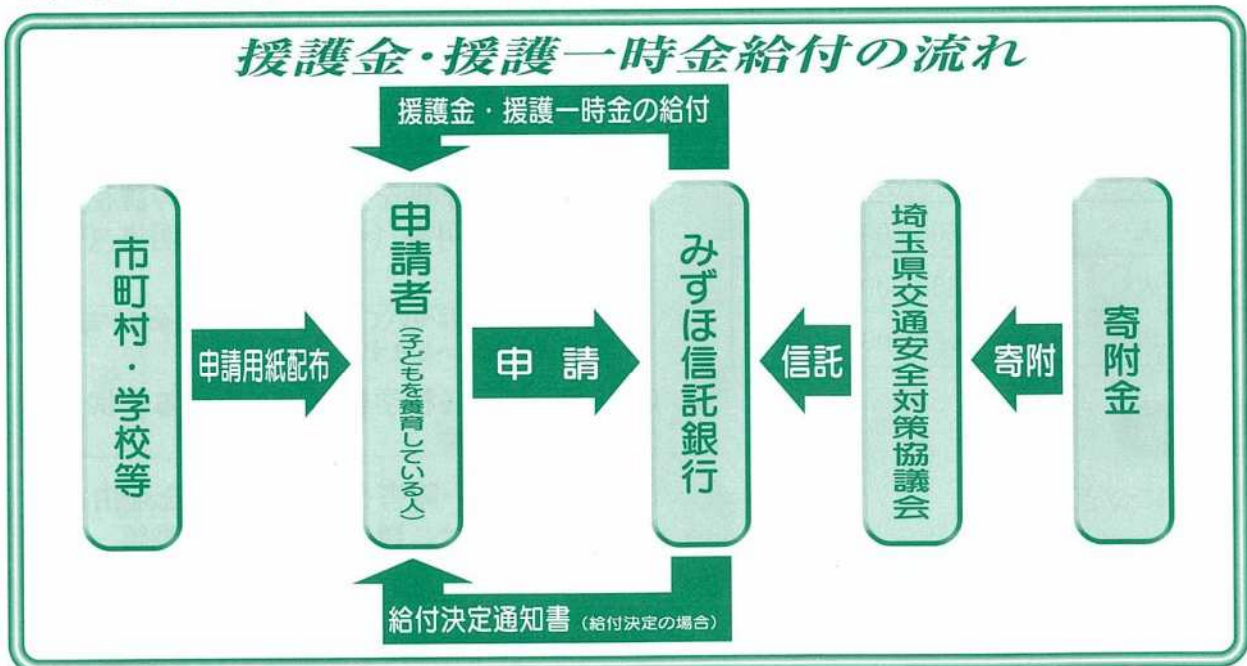 援護金・援護一時金給付の流れ
援護金・援護一時金の給付
市町村・学校等
申請用紙配布
申請者(子どもを養育している人)
申請
みずほ信託銀行
信託
埼玉県交通安全対策協議会
寄附
寄附金
給付決定通知書(給付決定の場合)